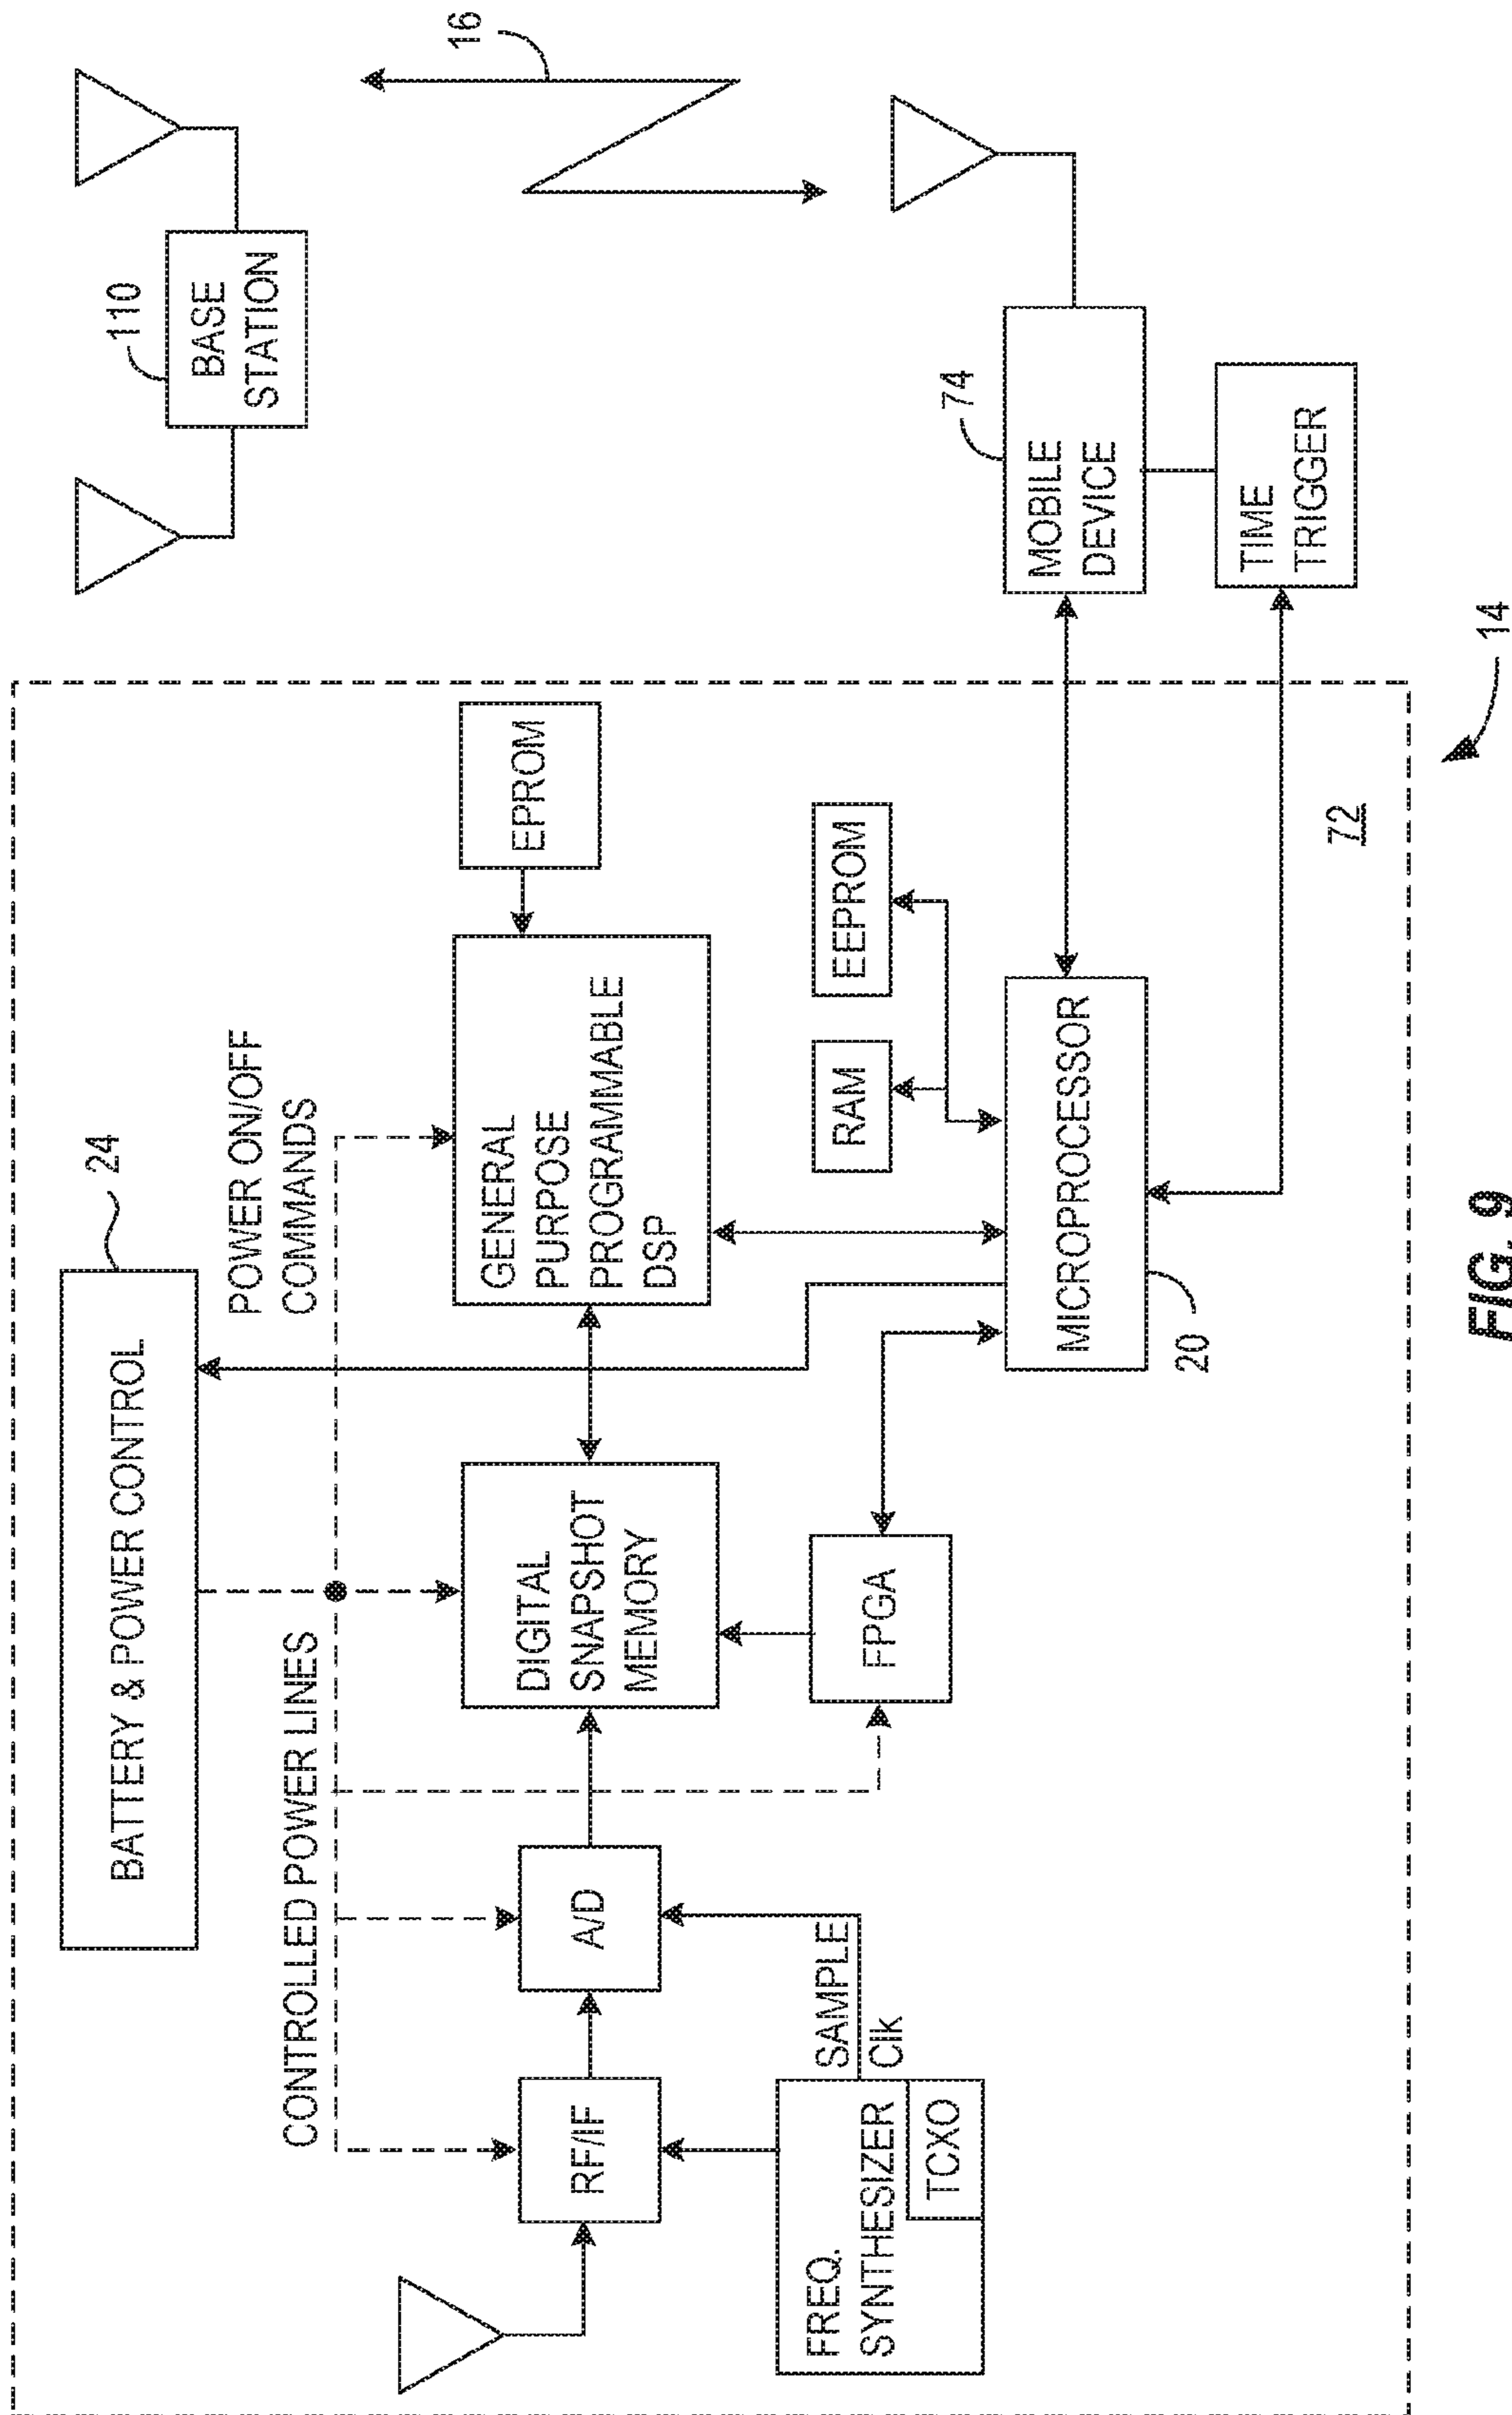 24
BATTERY & POWER CONTROL
POWER ON/OFF
COMMANDS
CONTROLLED POWER LINES
110
BASE
STATION
16
RF/IF
A/D
DIGITAL
SNAPSHOT
MEMORY
GENERAL
PURPOSE
PROGRAMMABLE
DSP
EPROM
FREQ.
SYNTHESIZER
TCXO
SAMPLE
Clk
FPGA
RAM
EEPROM
MICROPROCESSOR
20
74
MOBILE
DEVICE
TIME
TRIGGER
72
14
FIG. 9